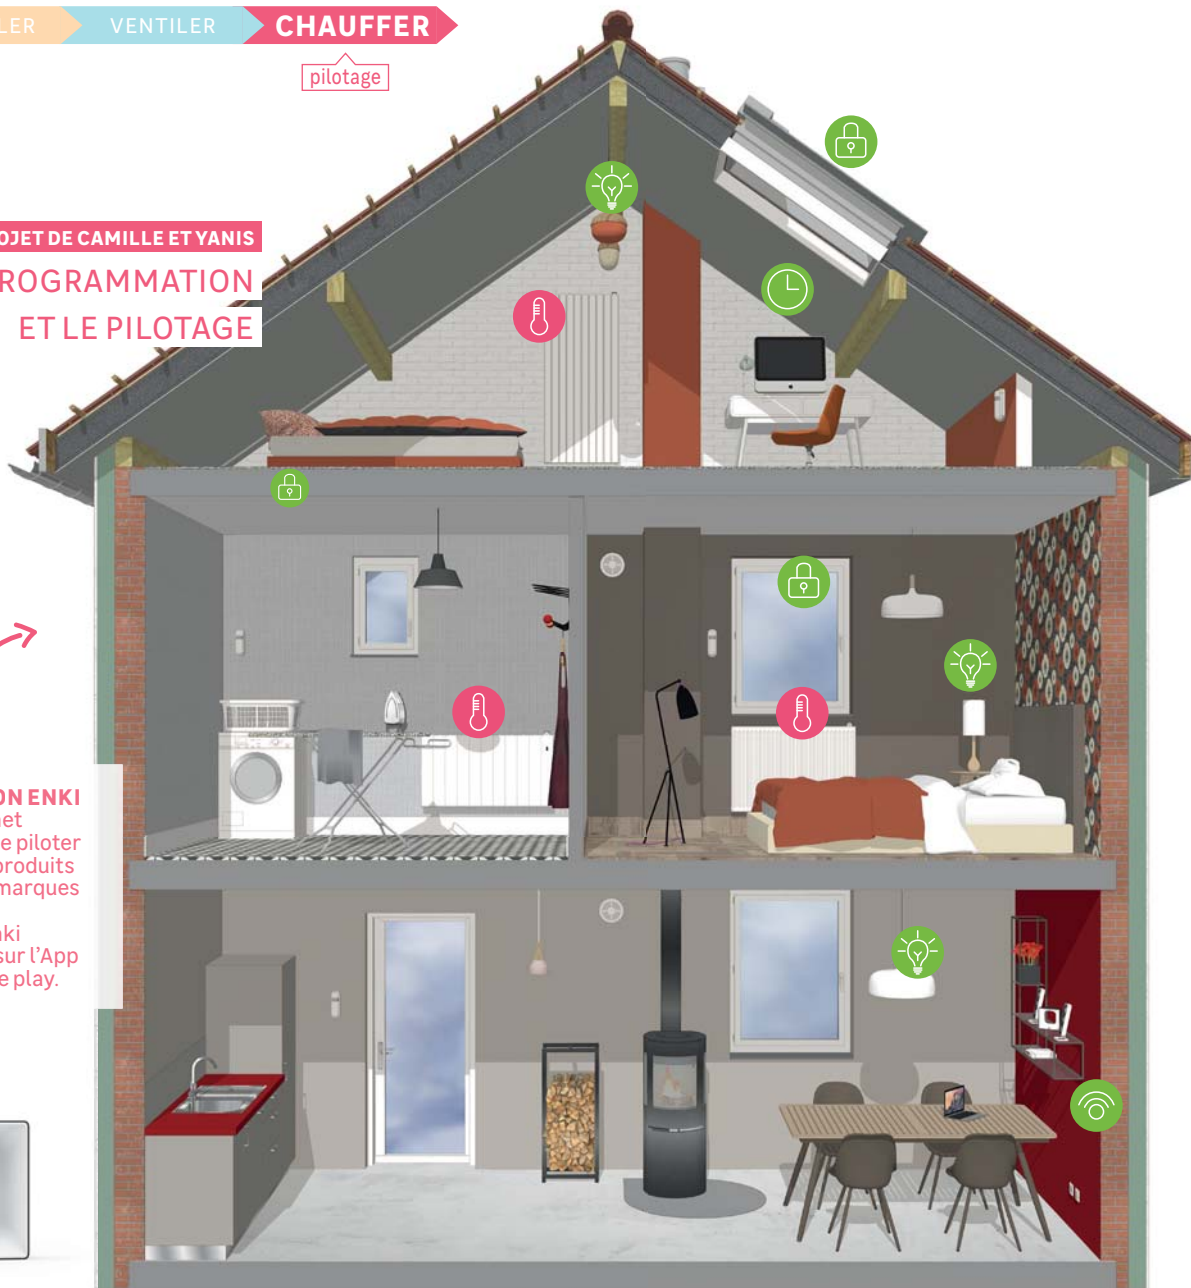 LER
VENTILER
CHAUFFER
pilotage
OJET DE CAMILLE ET YANIS
ROGRAMMATION
ET LE PILOTAGE
ON ENKI
et
e piloter
produits
marques
ki
sur l'App
e play.